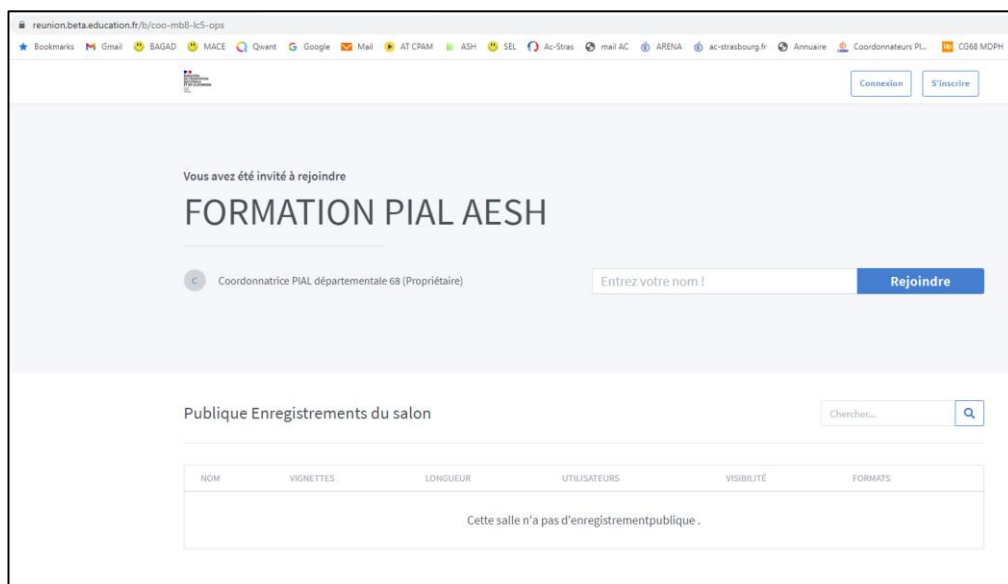 reunion.beta.education.fr/b/coo-mb8-lc5-ops
Bookmarks Gmail BAGAD MACE Qwant Google Mail AT CPAM ASH SEL Ac-Stras mail AC ARENA ac-strasbourg.fr Annuaire Coordonnateurs PI... CG68 MDPH
Connexion S'inscrire
Vous avez été invité à rejoindre
FORMATION PIAL AESH
C Coordonnatrice PIAL départementale 68 (Propriétaire) Entrez votre nom ! Rejoindre
Publique Enregistrements du salon Chercher...
NOM VIGNETTES LONGUEUR UTILISATEURS VISIBILITÉ FORMATS
Cette salle n'a pas d'enregistrementpublique .